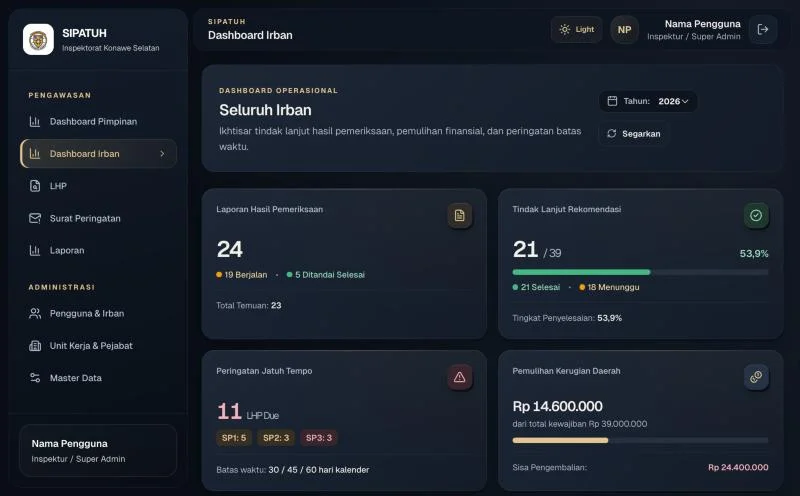 SIPATUH
Inspektorat Konawe Selatan
PENGAWASAN
Dashboard Pimpinan
Dashboard Irban
LHP
Surat Peringatan
Laporan
ADMINISTRASI
Pengguna & Irban
Unit Kerja & Pejabat
Master Data
Nama Pengguna
Inspektur / Super Admin
SIPATUH
Dashboard Irban
Light
NP
Nama Pengguna
Inspektur / Super Admin
DASHBOARD OPERASIONAL
Seluruh Irban
Ikhtisar tindak lanjut hasil pemeriksaan, pemulihan finansial, dan peringatan batas
waktu.
Tahun: 2026
Segarkan
Laporan Hasil Pemeriksaan
24
19 Berjalan · 5 Ditandai Selesai
Total Temuan: 23
Tindak Lanjut Rekomendasi
21 / 39 53,9%
21 Selesai · 18 Menunggu
Tingkat Penyelesaian: 53,9%
Peringatan Jatuh Tempo
11 LHP Due
SP1: 5 SP2: 3 SP3: 3
Batas waktu: 30 / 45 / 60 hari kalender
Pemulihan Kerugian Daerah
Rp 14.600.000
dari total kewajiban Rp 39.000.000
Sisa Pengembalian: Rp 24.400.000